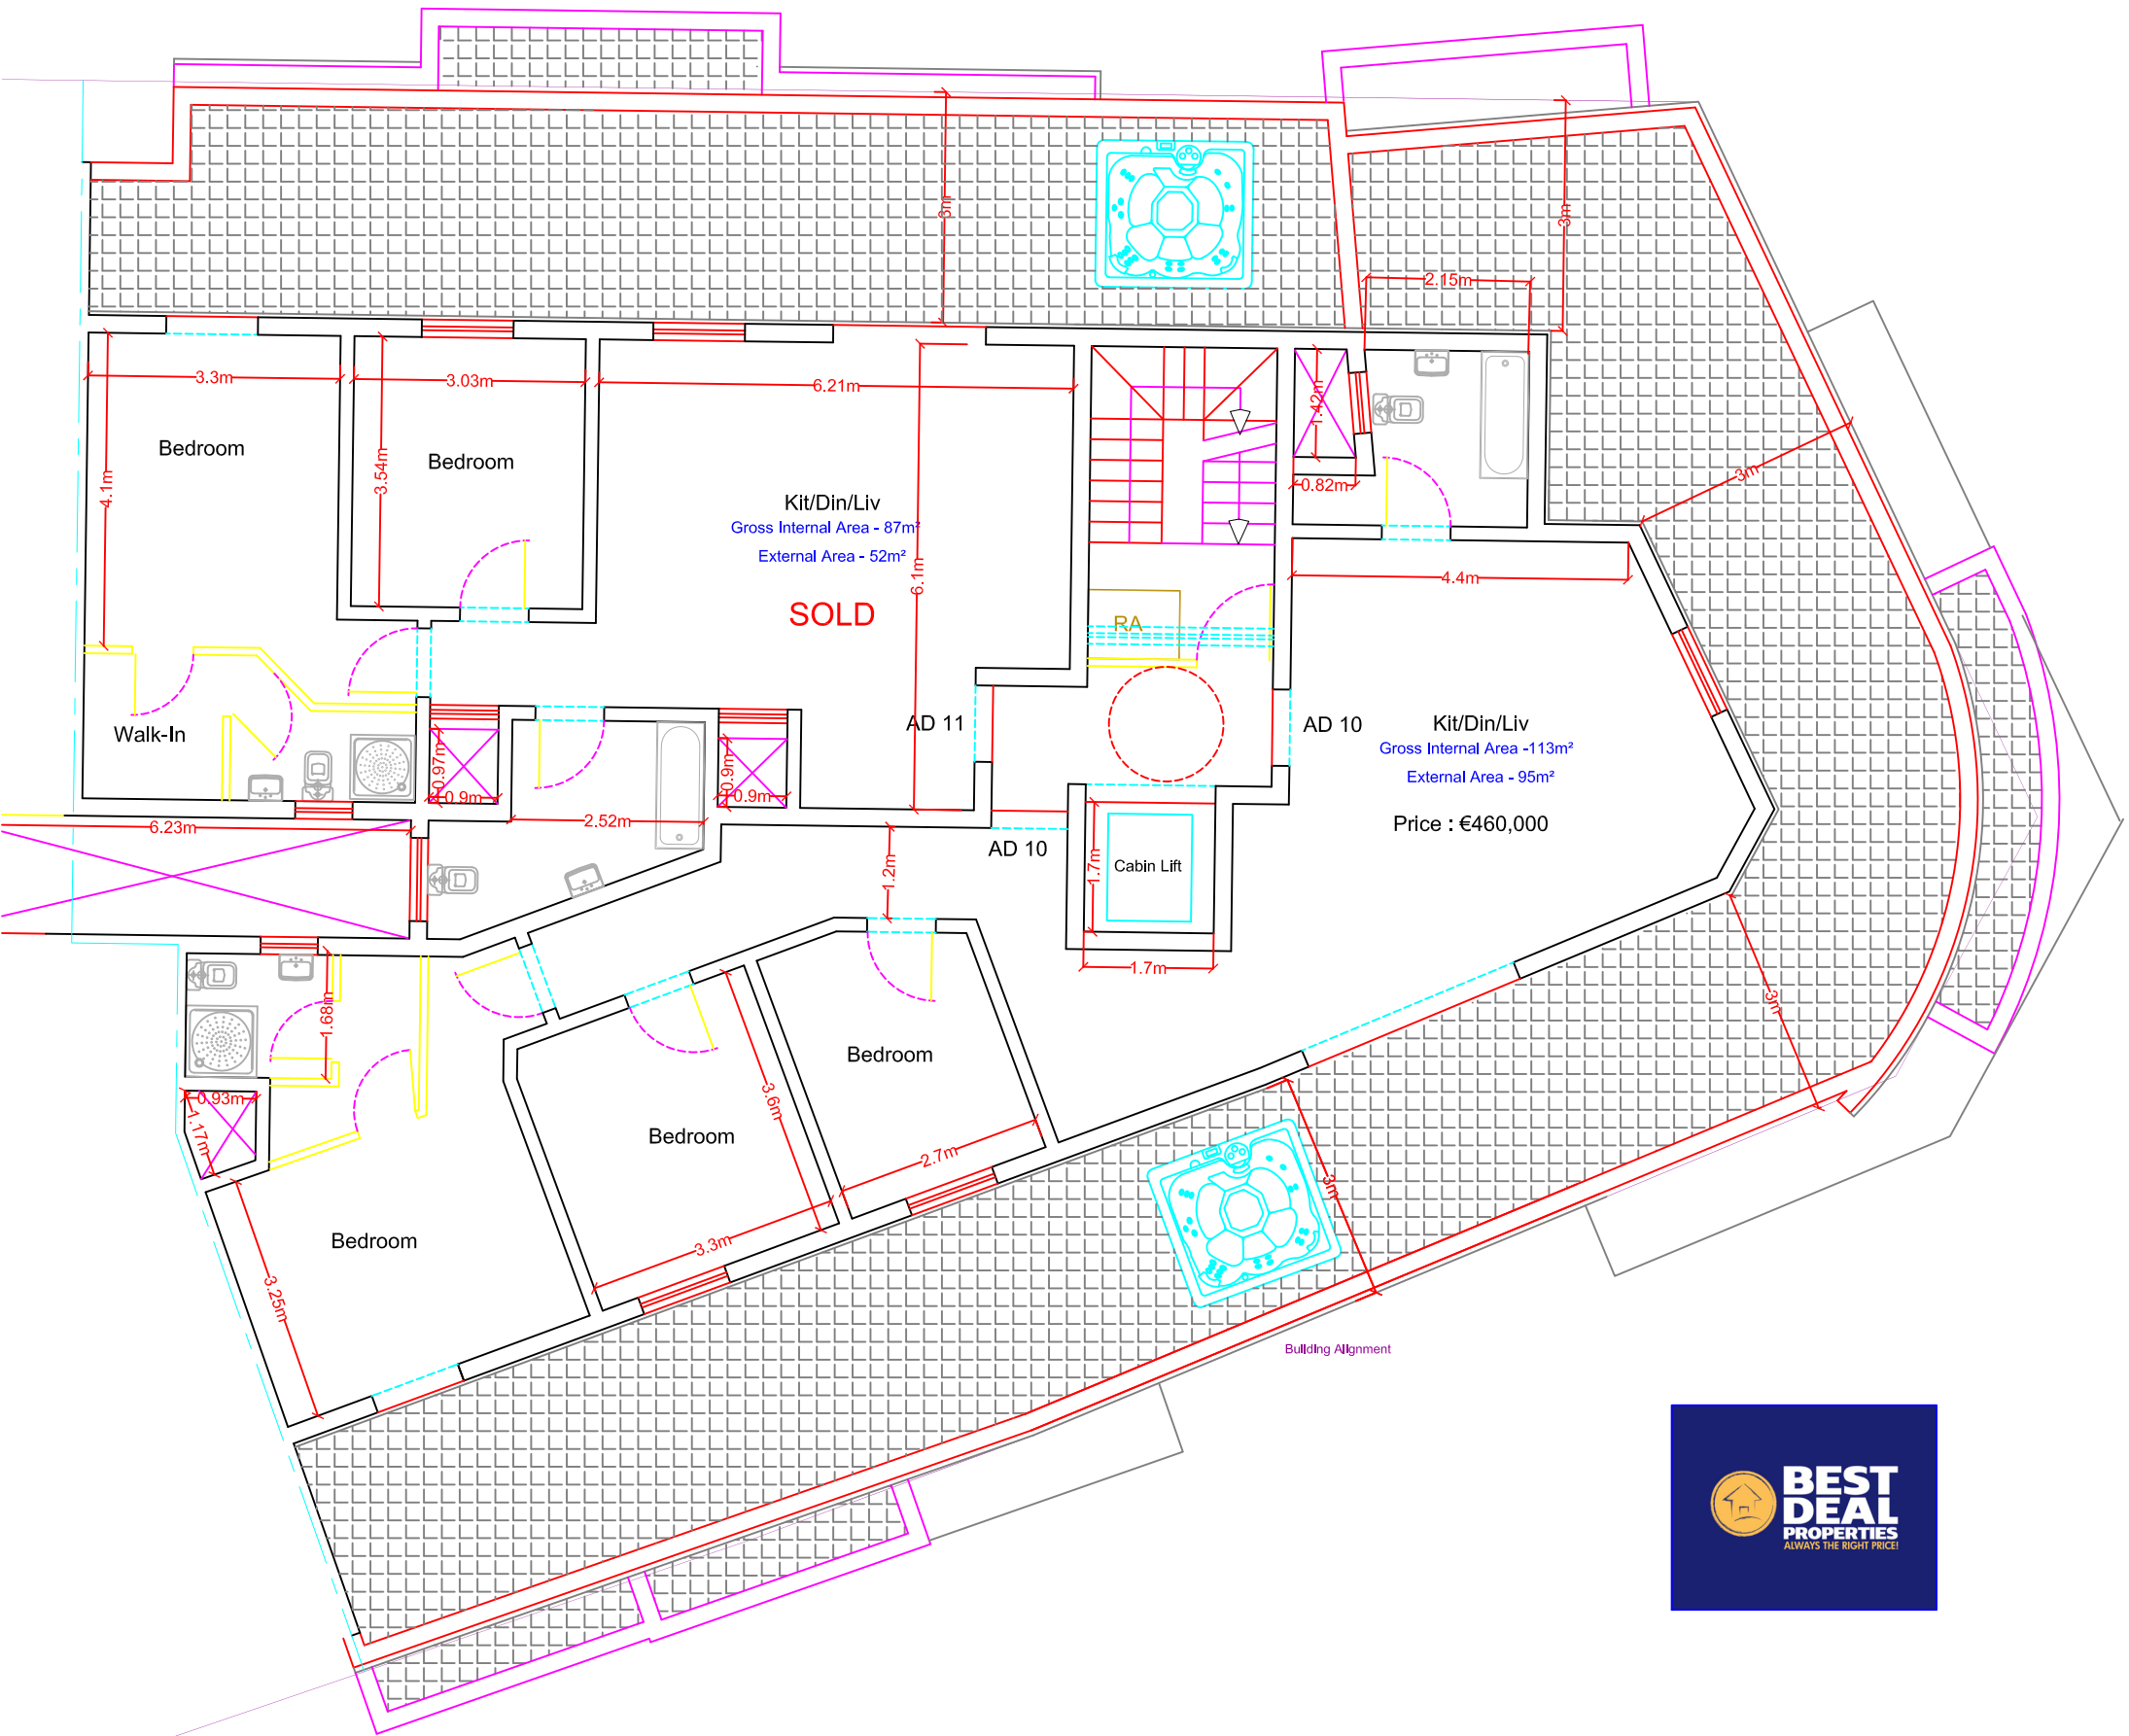 3m
3m
2.15m
3.3m
3.03m
6.21m
1.42m
Bedroom
Bedroom
4.1m
3.54m
0.82m
3m
Kit/Din/Liv
Gross Internal Area - 87m²
External Area - 52m²
6.1m
4.4m
SOLD
RA
Walk-In
AD 11
AD 10
Kit/Din/Liv
Gross Internal Area -113m²
External Area - 95m²
Price : €460,000
0.97m
0.9m
0.9m
0.9m
6.23m
2.52m
AD 10
1.2m
1.7m
Cabin Lift
1.7m
1.68m
3m
0.93m
1.17m
Bedroom
3.6m
Bedroom
2.7m
3m
Bedroom
3.3m
3.25m
Building Alignment
BEST
DEAL
PROPERTIES
ALWAYS THE RIGHT PRICE!